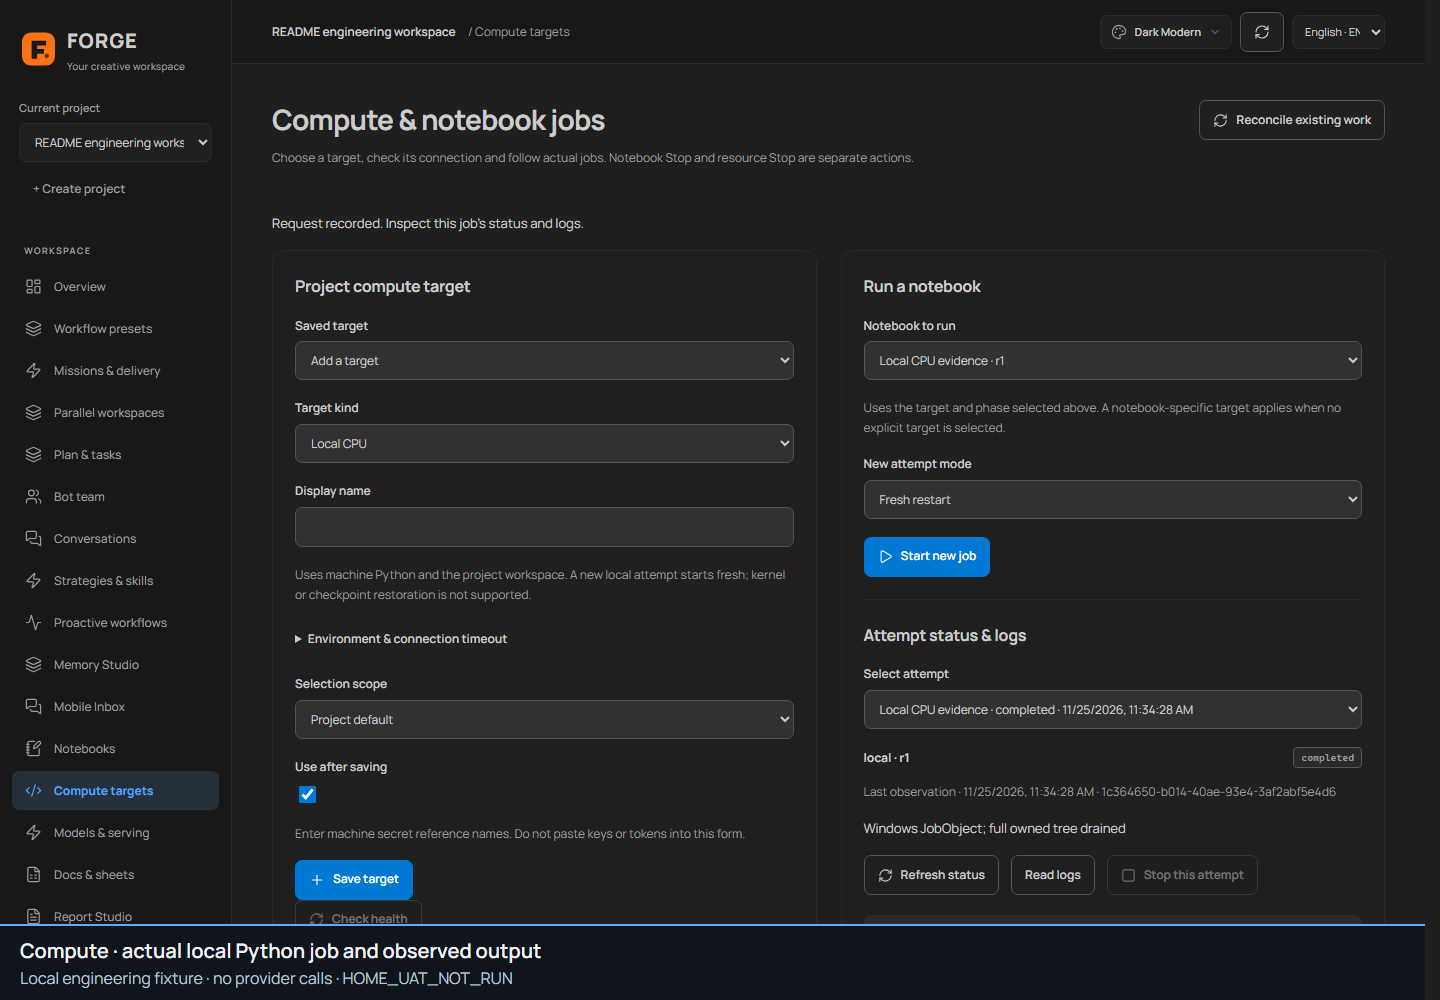 FORGE
Your creative workspace
Current project
README engineering works
+ Create project
WORKSPACE
Overview
Workflow presets
Missions & delivery
Parallel workspaces
Plan & tasks
Bot team
Conversations
Strategies & skills
Proactive workflows
Memory Studio
Mobile Inbox
Notebooks
Compute targets
Models & serving
Docs & sheets
Report Studio
README engineering workspace / Compute targets
Dark Modern
English · EN
Compute & notebook jobs
Choose a target, check its connection and follow actual jobs. Notebook Stop and resource Stop are separate actions.
Reconcile existing work
Request recorded. Inspect this job's status and logs.
Project compute target
Saved target
Add a target
Target kind
Local CPU
Display name
Uses machine Python and the project workspace. A new local attempt starts fresh; kernel
or checkpoint restoration is not supported.
Environment & connection timeout
Selection scope
Project default
Use after saving
Enter machine secret reference names. Do not paste keys or tokens into this form.
Save target
Check health
Run a notebook
Notebook to run
Local CPU evidence · r1
Uses the target and phase selected above. A notebook-specific target applies when no
explicit target is selected.
New attempt mode
Fresh restart
Start new job
Attempt status & logs
Select attempt
Local CPU evidence · completed · 11/25/2026, 11:34:28 AM
local · r1
completed
Last observation · 11/25/2026, 11:34:28 AM · 1c364650-b014-40ae-93e4-3af2abf5e4d6
Windows JobObject; full owned tree drained
Refresh status
Read logs
Stop this attempt
Compute · actual local Python job and observed output
Local engineering fixture · no provider calls · HOME_UAT_NOT_RUN